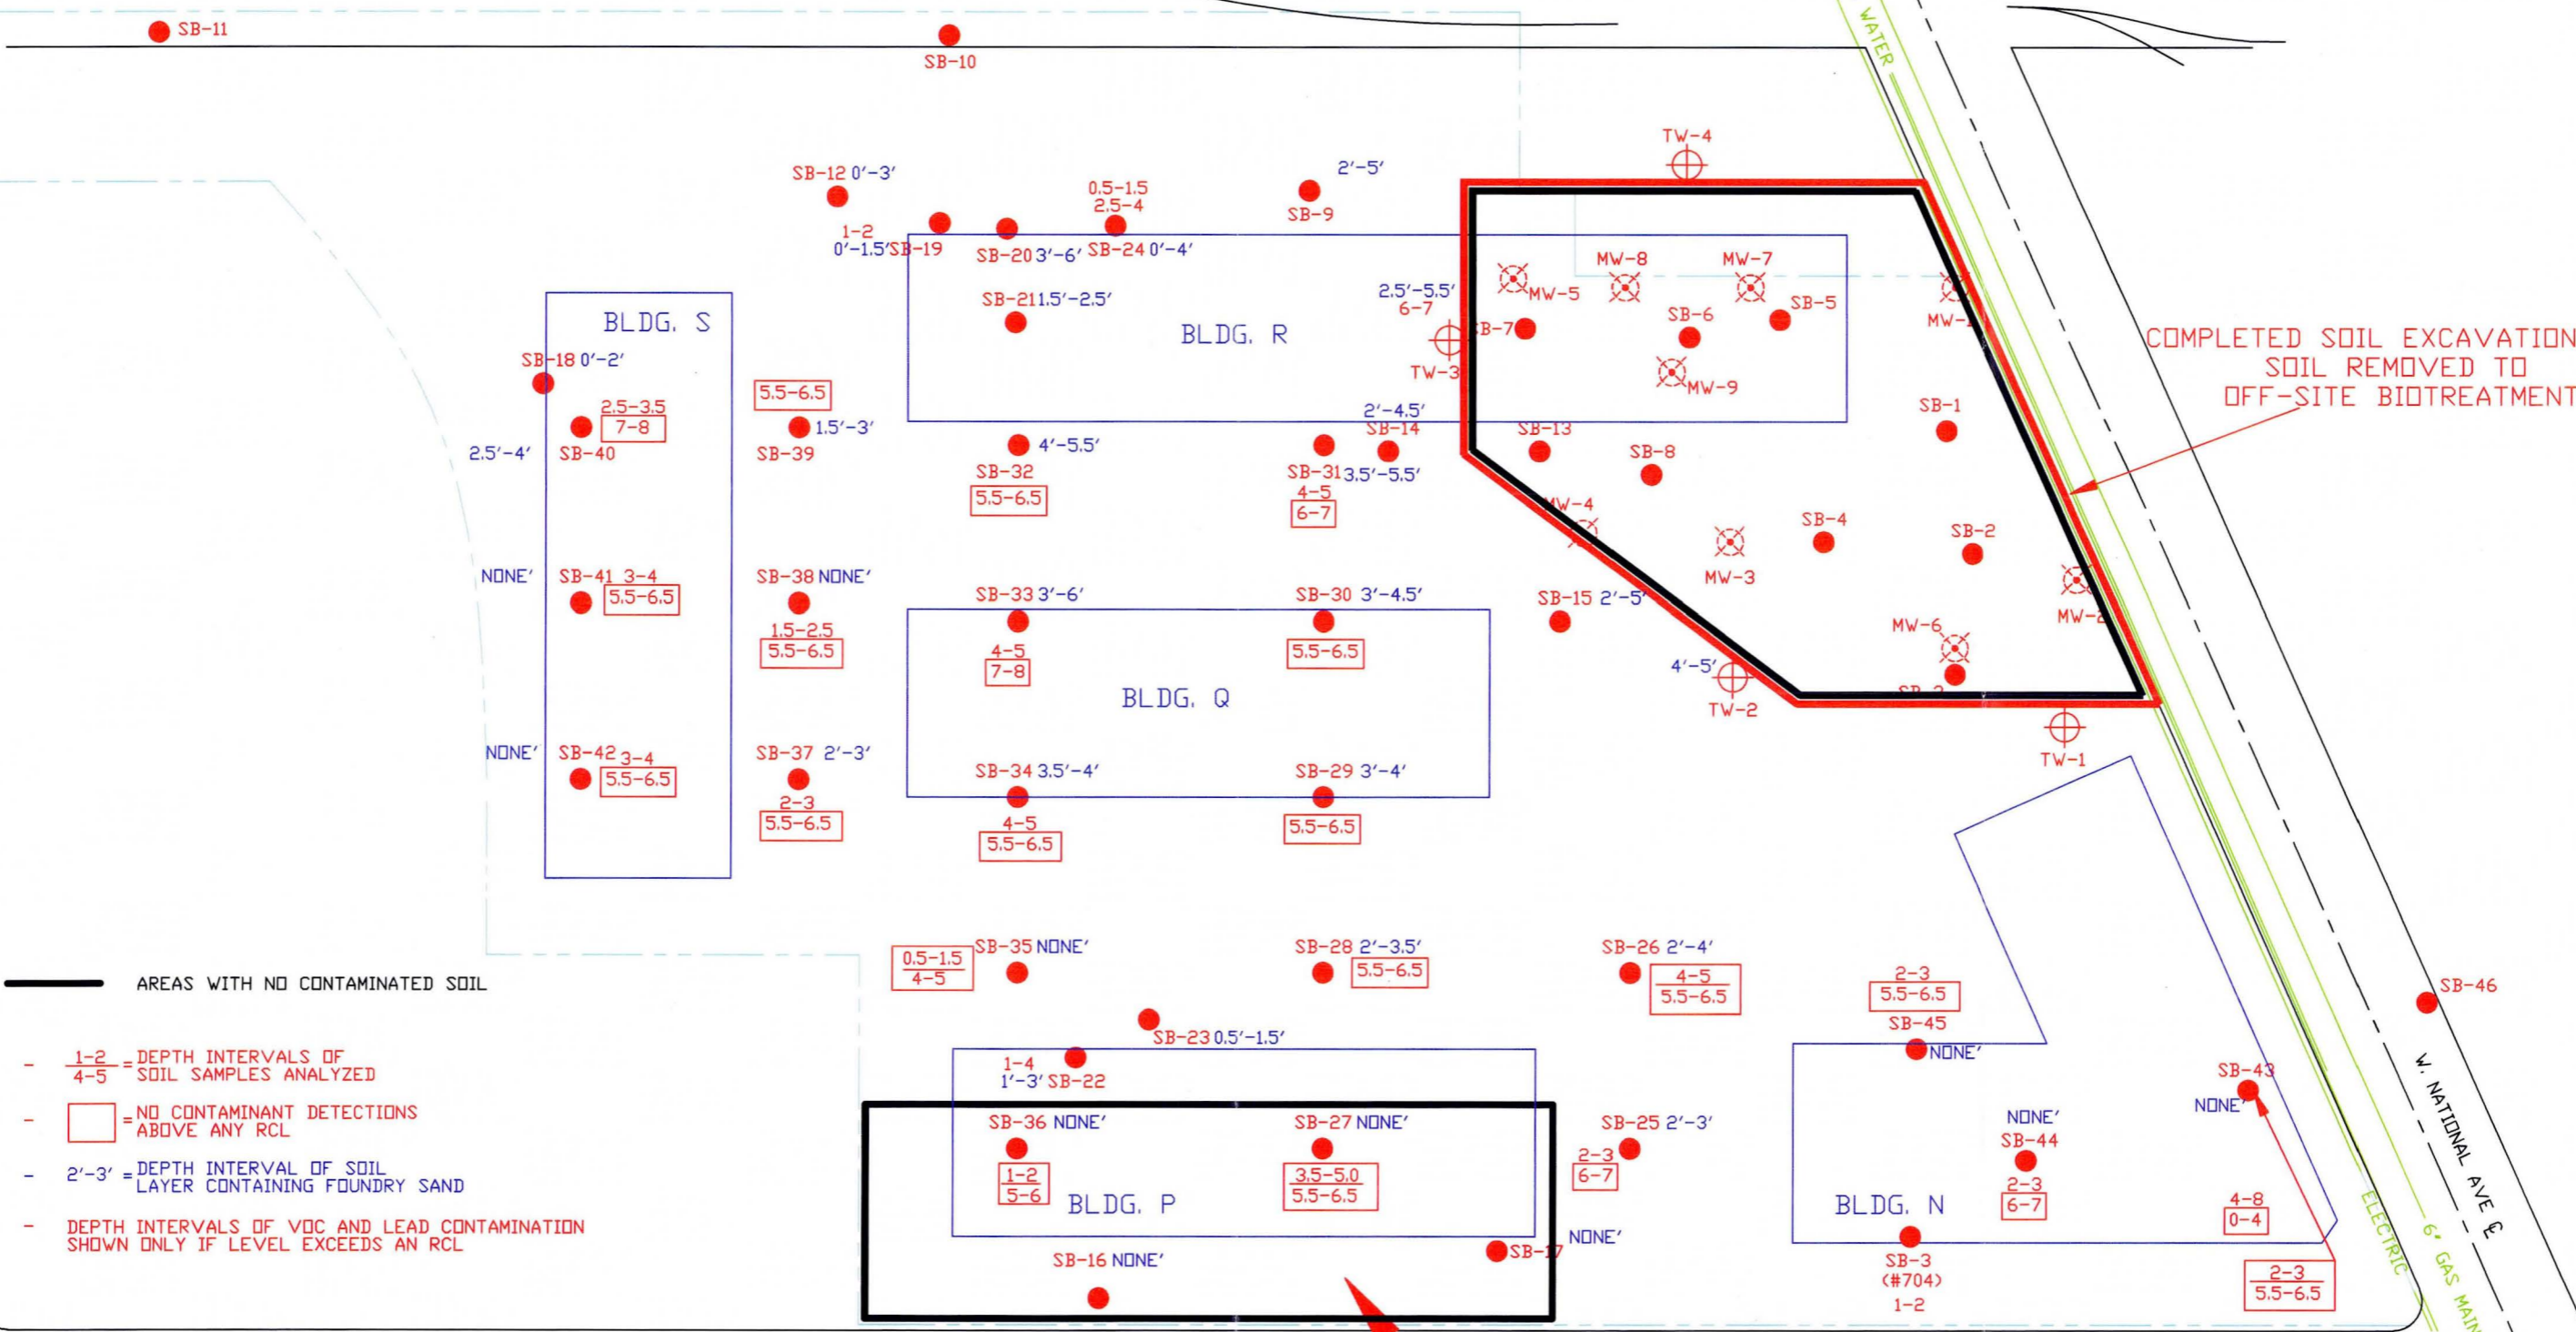 SB-11
SB-10
WATER
TW-4
SB-12 0'-3'
2'-5'
SB-9
0.5-1.5
2.5-4
1-2
0'-1.5' SB-19
SB-20 3'-6'
SB-24 0'-4'
SB-21 1.5'-2.5'
BLDG. R
2.5'-5.5'
6-7
TW-3
SB-7
MW-5
MW-8
MW-7
SB-6
SB-5
MW-9
MW-1
SB-1
COMPLETED SOIL EXCAVATION
SOIL REMOVED TO
OFF-SITE BIOTREATMENT
BLDG. S
SB-18 0'-2'
2.5-3.5
7-8
2.5'-4'
SB-40
5.5-6.5
1.5'-3'
SB-39
4'-5.5'
SB-32
5.5-6.5
2'-4.5'
SB-14
SB-31 3.5'-5.5'
4-5
6-7
SB-13
SB-8
MW-4
MW-3
SB-4
SB-2
MW-2
MW-6
SB-3
NONE'
SB-41 3-4
5.5-6.5
SB-38 NONE'
1.5-2.5
5.5-6.5
SB-33 3'-6'
4-5
7-8
SB-30 3'-4.5'
5.5-6.5
SB-15 2'-5'
4'-5'
TW-2
TW-1
BLDG. Q
NONE'
SB-42 3-4
5.5-6.5
SB-37 2'-3'
2-3
5.5-6.5
SB-34 3.5'-4'
4-5
5.5-6.5
SB-29 3'-4'
5.5-6.5
0.5-1.5
4-5
SB-35 NONE'
SB-28 2'-3.5'
5.5-6.5
SB-26 2'-4'
4-5
5.5-6.5
2-3
5.5-6.5
SB-45
NONE'
SB-46
SB-23 0.5'-1.5'
1-4
1'-3' SB-22
SB-36 NONE'
1-2
5-6
SB-27 NONE'
3.5-5.0
5.5-6.5
BLDG. P
SB-16 NONE'
SB-17
NONE'
SB-25 2'-3'
2-3
6-7
BLDG. N
NONE'
SB-44
2-3
6-7
SB-3
(#704)
1-2
SB-43
NONE'
4-8
0-4
2-3
5.5-6.5
W. NATIONAL AVE ℄
ELECTRIC
6" GAS MAIN
AREAS WITH NO CONTAMINATED SOIL
- 1-2
4-5 = DEPTH INTERVALS OF
SOIL SAMPLES ANALYZED
- = NO CONTAMINANT DETECTIONS
ABOVE ANY RCL
- 2'-3' = DEPTH INTERVAL OF SOIL
LAYER CONTAINING FOUNDRY SAND
- DEPTH INTERVALS OF VOC AND LEAD CONTAMINATION
SHOWN ONLY IF LEVEL EXCEEDS AN RCL